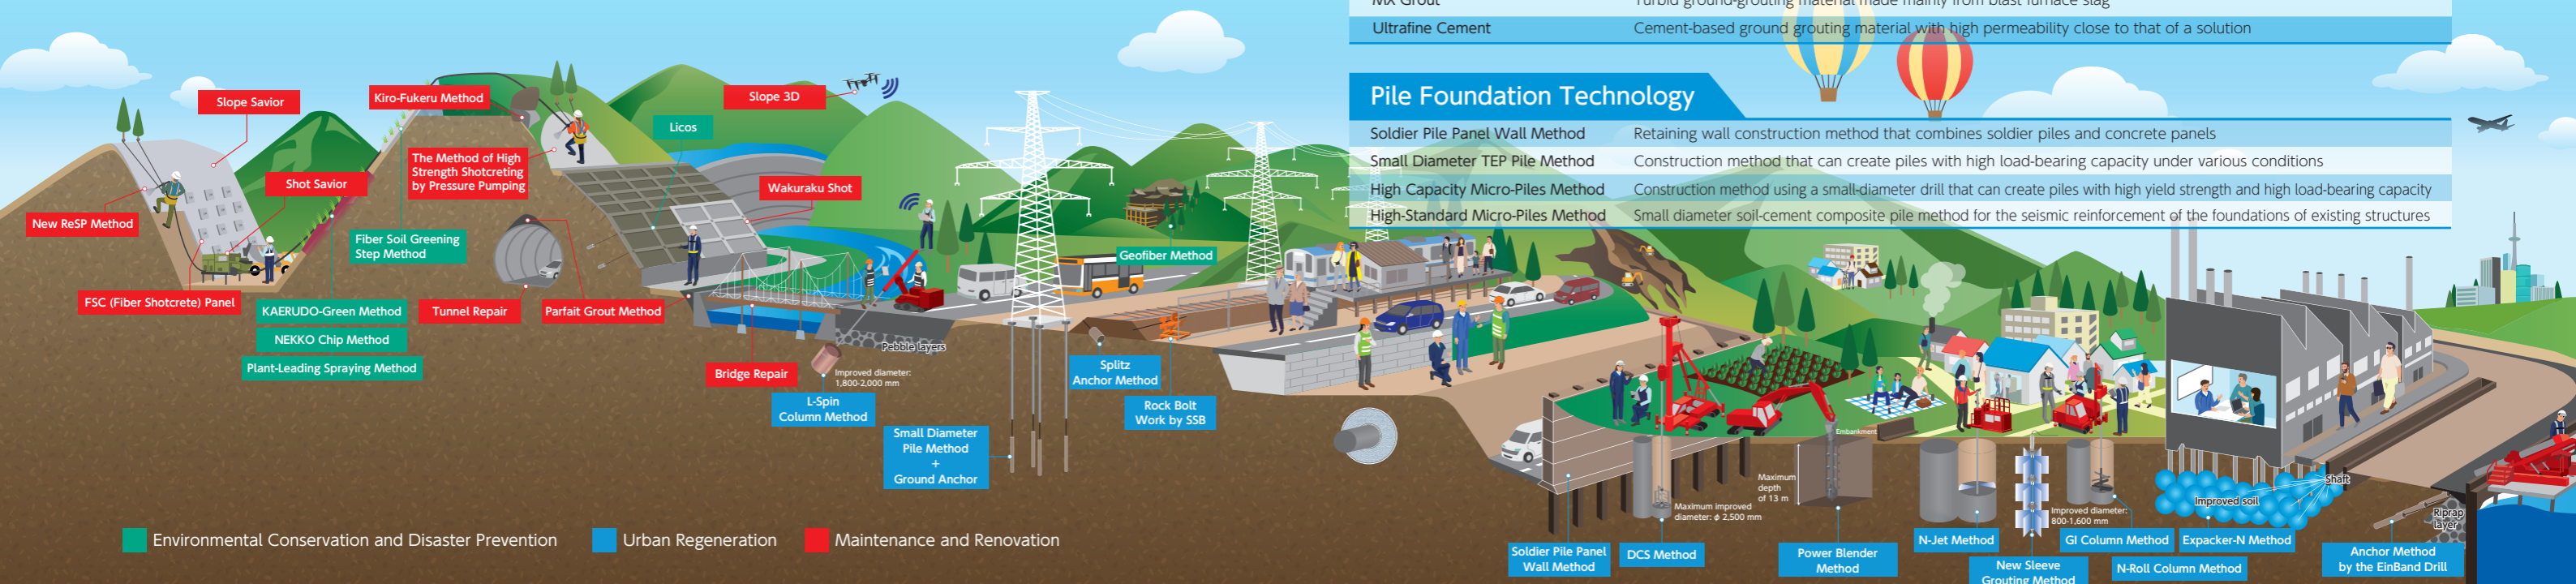 MX Grout Turbid ground-grouting material made mainly from blast furnace slag
Ultrafine Cement Cement-based ground grouting material with high permeability close to that of a solution
Pile Foundation Technology
Soldier Pile Panel Wall Method Retaining wall construction method that combines soldier piles and concrete panels
Small Diameter TEP Pile Method Construction method that can create piles with high load-bearing capacity under various conditions
High Capacity Micro-Piles Method Construction method using a small-diameter drill that can create piles with high yield strength and high load-bearing capacity
High-Standard Micro-Piles Method Small diameter soil-cement composite pile method for the seismic reinforcement of the foundations of existing structures
Slope Savior
Kiro-Fukeru Method
Slope 3D
Licos
The Method of High
Strength Shotcreting
by Pressure Pumping
Shot Savior
Wakuraku Shot
New ReSP Method
Fiber Soil Greening
Step Method
Geofiber Method
FSC (Fiber Shotcrete) Panel
KAERUDO-Green Method
Tunnel Repair
Parfait Grout Method
NEKKO Chip Method
Plant-Leading Spraying Method
Pebble layers
Bridge Repair
Improved diameter:
1,800-2,000 mm
L-Spin
Column Method
Splitz
Anchor Method
Rock Bolt
Work by SSB
Small Diameter
Pile Method
+
Ground Anchor
Embankment
Maximum
depth
of 13 m
Maximum improved
diameter: ϕ 2,500 mm
Improved diameter:
800-1,600 mm
Improved soil
Shaft
Riprap
layer
Soldier Pile Panel
Wall Method
DCS Method
Power Blender
Method
N-Jet Method
New Sleeve
Grouting Method
GI Column Method
N-Roll Column Method
Expacker-N Method
Anchor Method
by the EinBand Drill
Environmental Conservation and Disaster Prevention
Urban Regeneration
Maintenance and Renovation